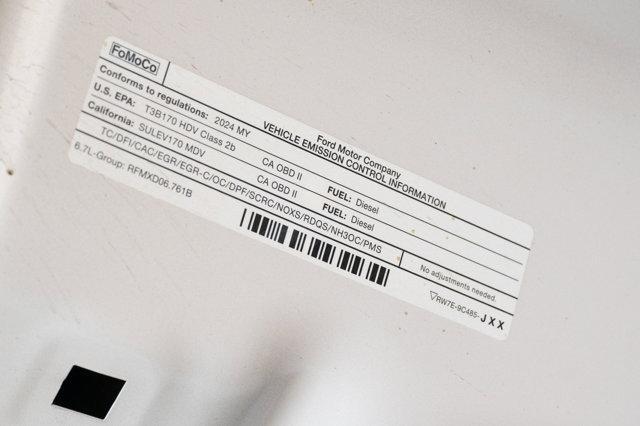 FoMoCo
Ford Motor Company
VEHICLE EMISSION CONTROL INFORMATION
Conforms to regulations: 2024 MY
U.S. EPA: T3B170 HDV Class 2b CA OBD II FUEL: Diesel
California: SULEV170 MDV CA OBD II FUEL: Diesel
TC/DFI/CAC/EGR/EGR-C/OC/DPF/SCRC/NOXS/RDQS/NH3OC/PMS
No adjustments needed.
6.7L-Group: RFMXD06.761B
▽RW7E-9C485-JXX